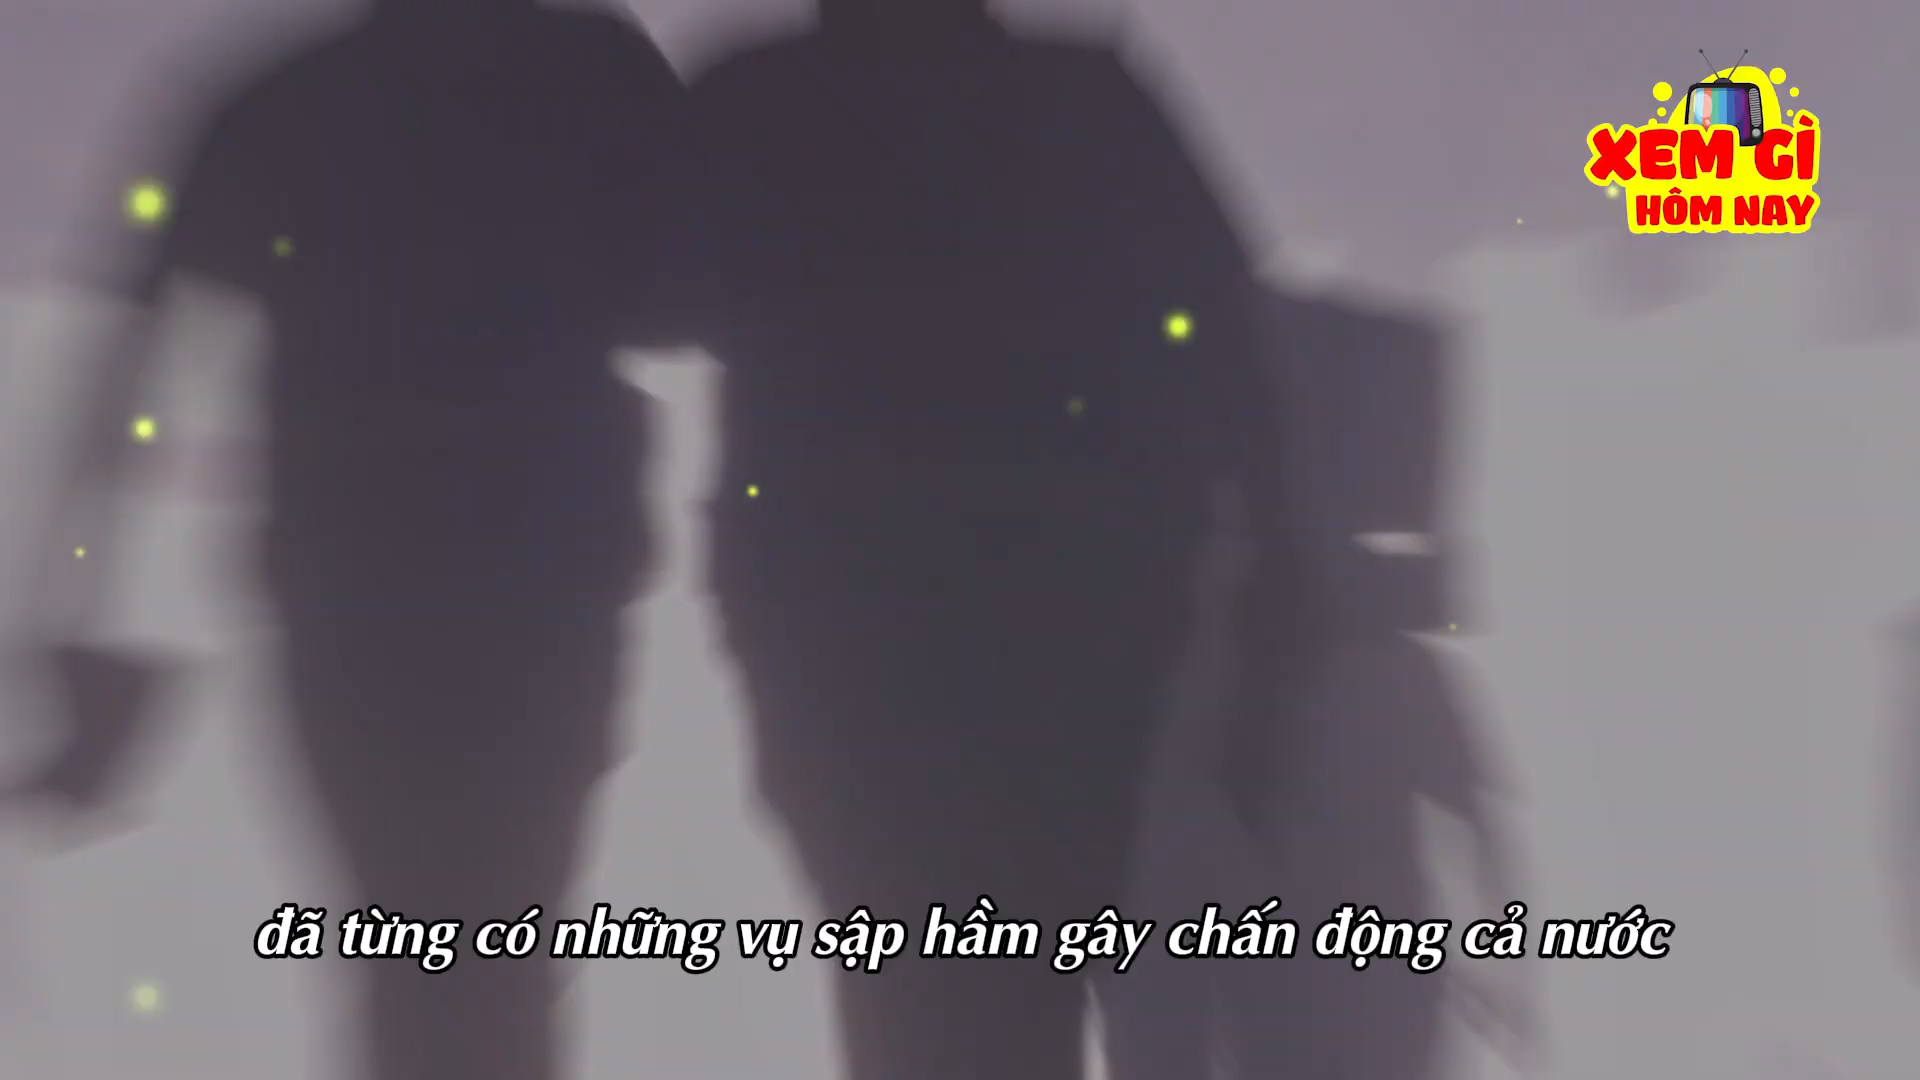 XEM GÌ
HÔM NAY
đã từng có những vụ sập hầm gây chấn động cả nước